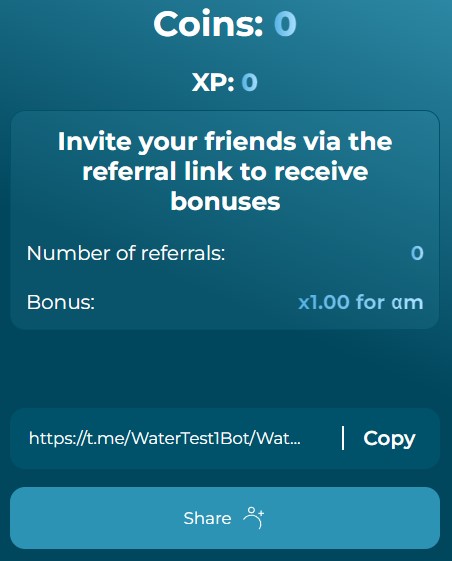 Coins: 0
XP: 0
Invite your friends via the
referral link to receive
bonuses
Number of referrals: 0
Bonus: x1.00 for αm
https://t.me/WaterTest1Bot/Wat... Copy
Share